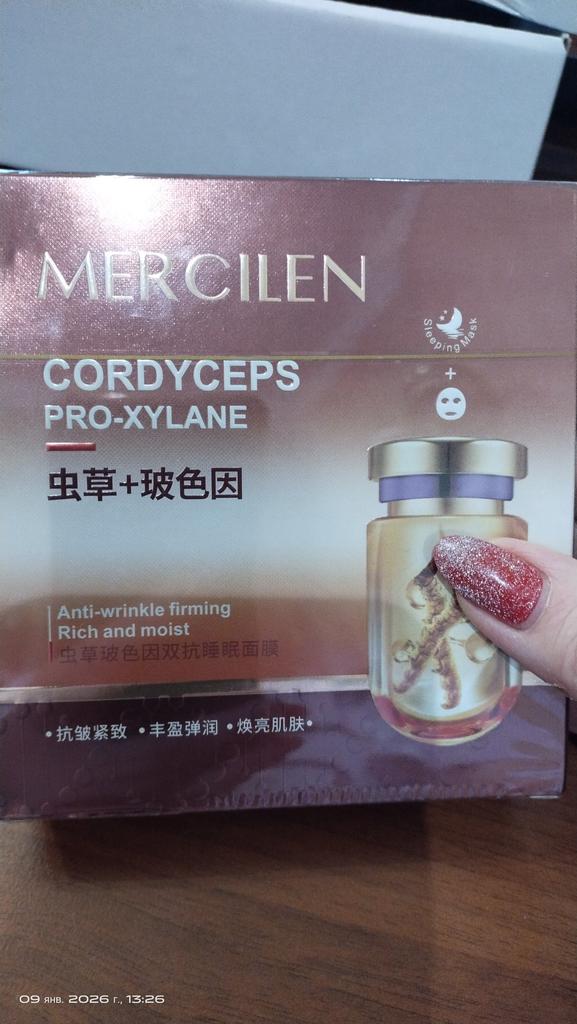 MERCILEN
Sleeping Mask
+
CORDYCEPS
PRO-XYLANE
虫草+玻色因
Anti-wrinkle firming
Rich and moist
虫草玻色因双抗睡眠面膜
•抗皱紧致 •丰盈弹润 •焕亮肌肤•
09 янв. 2026 г., 13:26